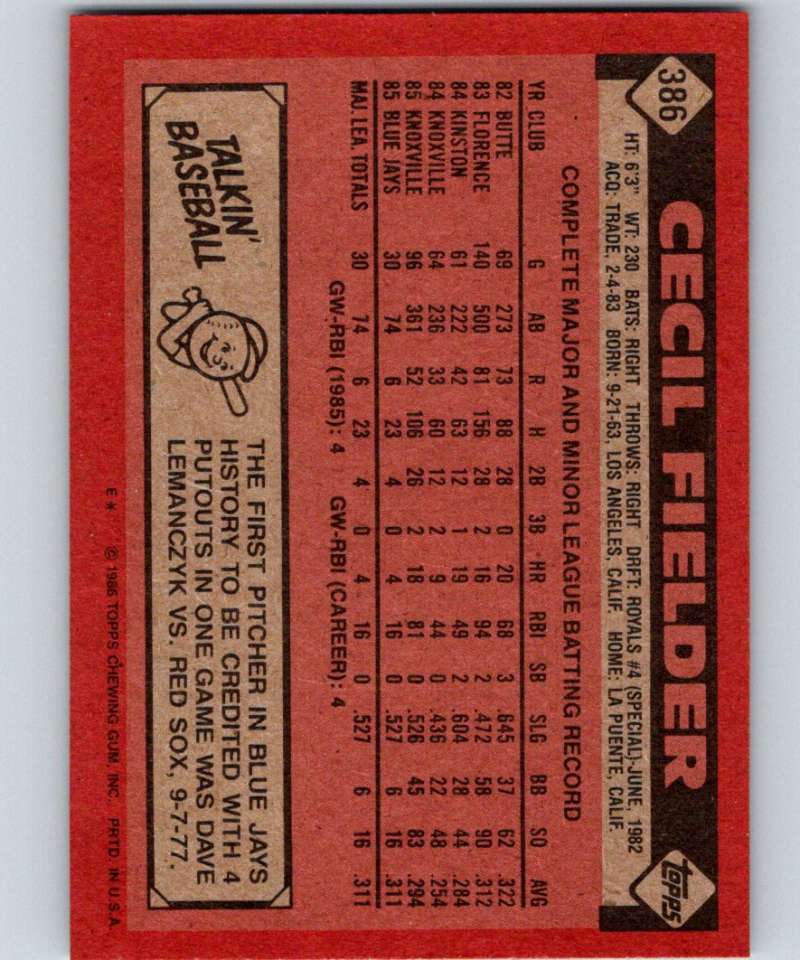 386
CECIL FIELDER
Topps
HT: 6'3" WT: 230 BATS: RIGHT THROWS: RIGHT DRFT: ROYALS #4 (SPECIAL)-JUNE, 1982
ACQ: TRADE, 2-4-83 BORN: 9-21-63, LOS ANGELES, CALIF. HOME: LA PUENTE, CALIF.
COMPLETE MAJOR AND MINOR LEAGUE BATTING RECORD
YR CLUB G AB R H 2B 3B HR RBI SB SLG BB SO AVG
82 BUTTE 69 273 73 88 28 0 20 68 3 .645 37 62 .322
83 FLORENCE 140 500 81 156 28 2 16 94 2 .472 58 90 .312
84 KINSTON 61 222 42 63 12 1 19 49 2 .604 28 44 .284
84 KNOXVILLE 64 236 33 60 12 2 9 44 0 .436 22 48 .254
85 KNOXVILLE 96 361 52 106 26 2 18 81 0 .526 45 83 .294
85 BLUE JAYS 30 74 6 23 4 0 4 16 0 .527 6 16 .311
MAJ. LEA. TOTALS 30 74 6 23 4 0 4 16 0 .527 6 16 .311
GW-RBI (1985): 4 GW-RBI (CAREER): 4
TALKIN'
BASEBALL
THE FIRST PITCHER IN BLUE JAYS
HISTORY TO BE CREDITED WITH 4
PUTOUTS IN ONE GAME WAS DAVE
LEMANCZYK VS. RED SOX, 9-7-77.
E* © 1986 TOPPS CHEWING GUM, INC. PRTD. IN U.S.A.